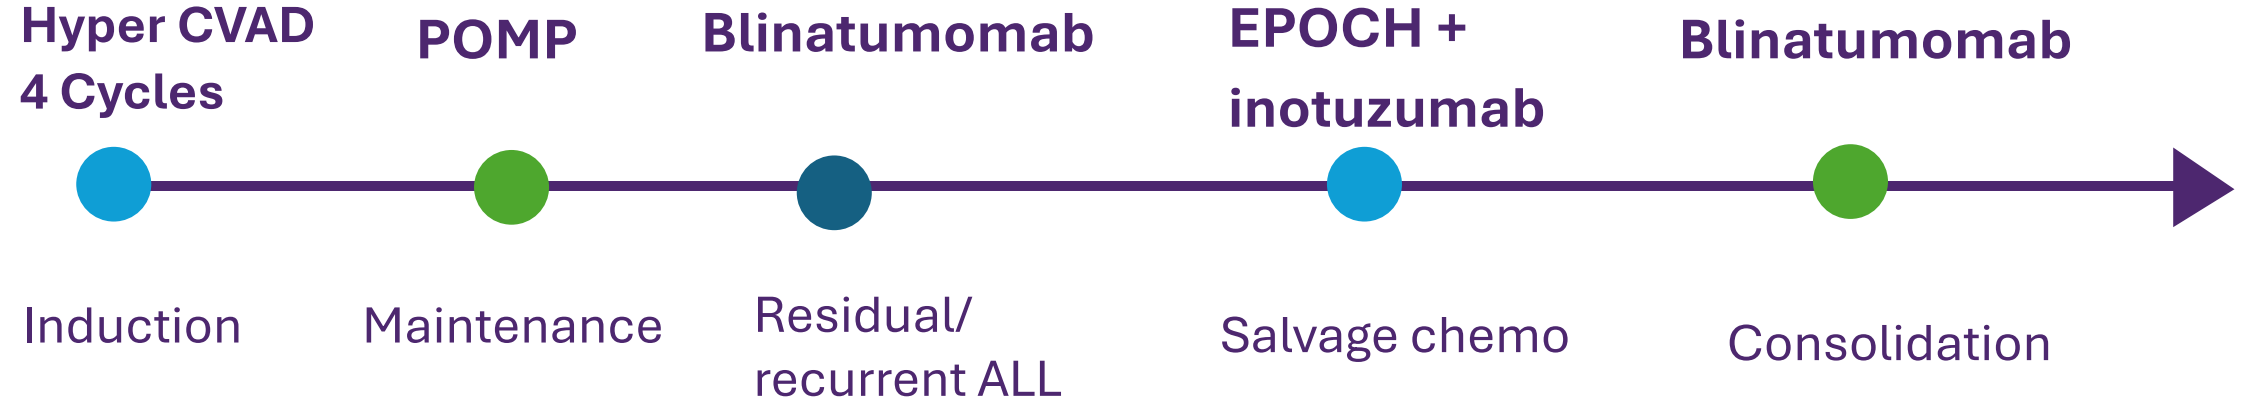 Hyper CVAD
4 Cycles
POMP
Blinatumomab
EPOCH +
inotuzumab
Blinatumomab
Induction
Maintenance
Residual/
recurrent ALL
Salvage chemo
Consolidation